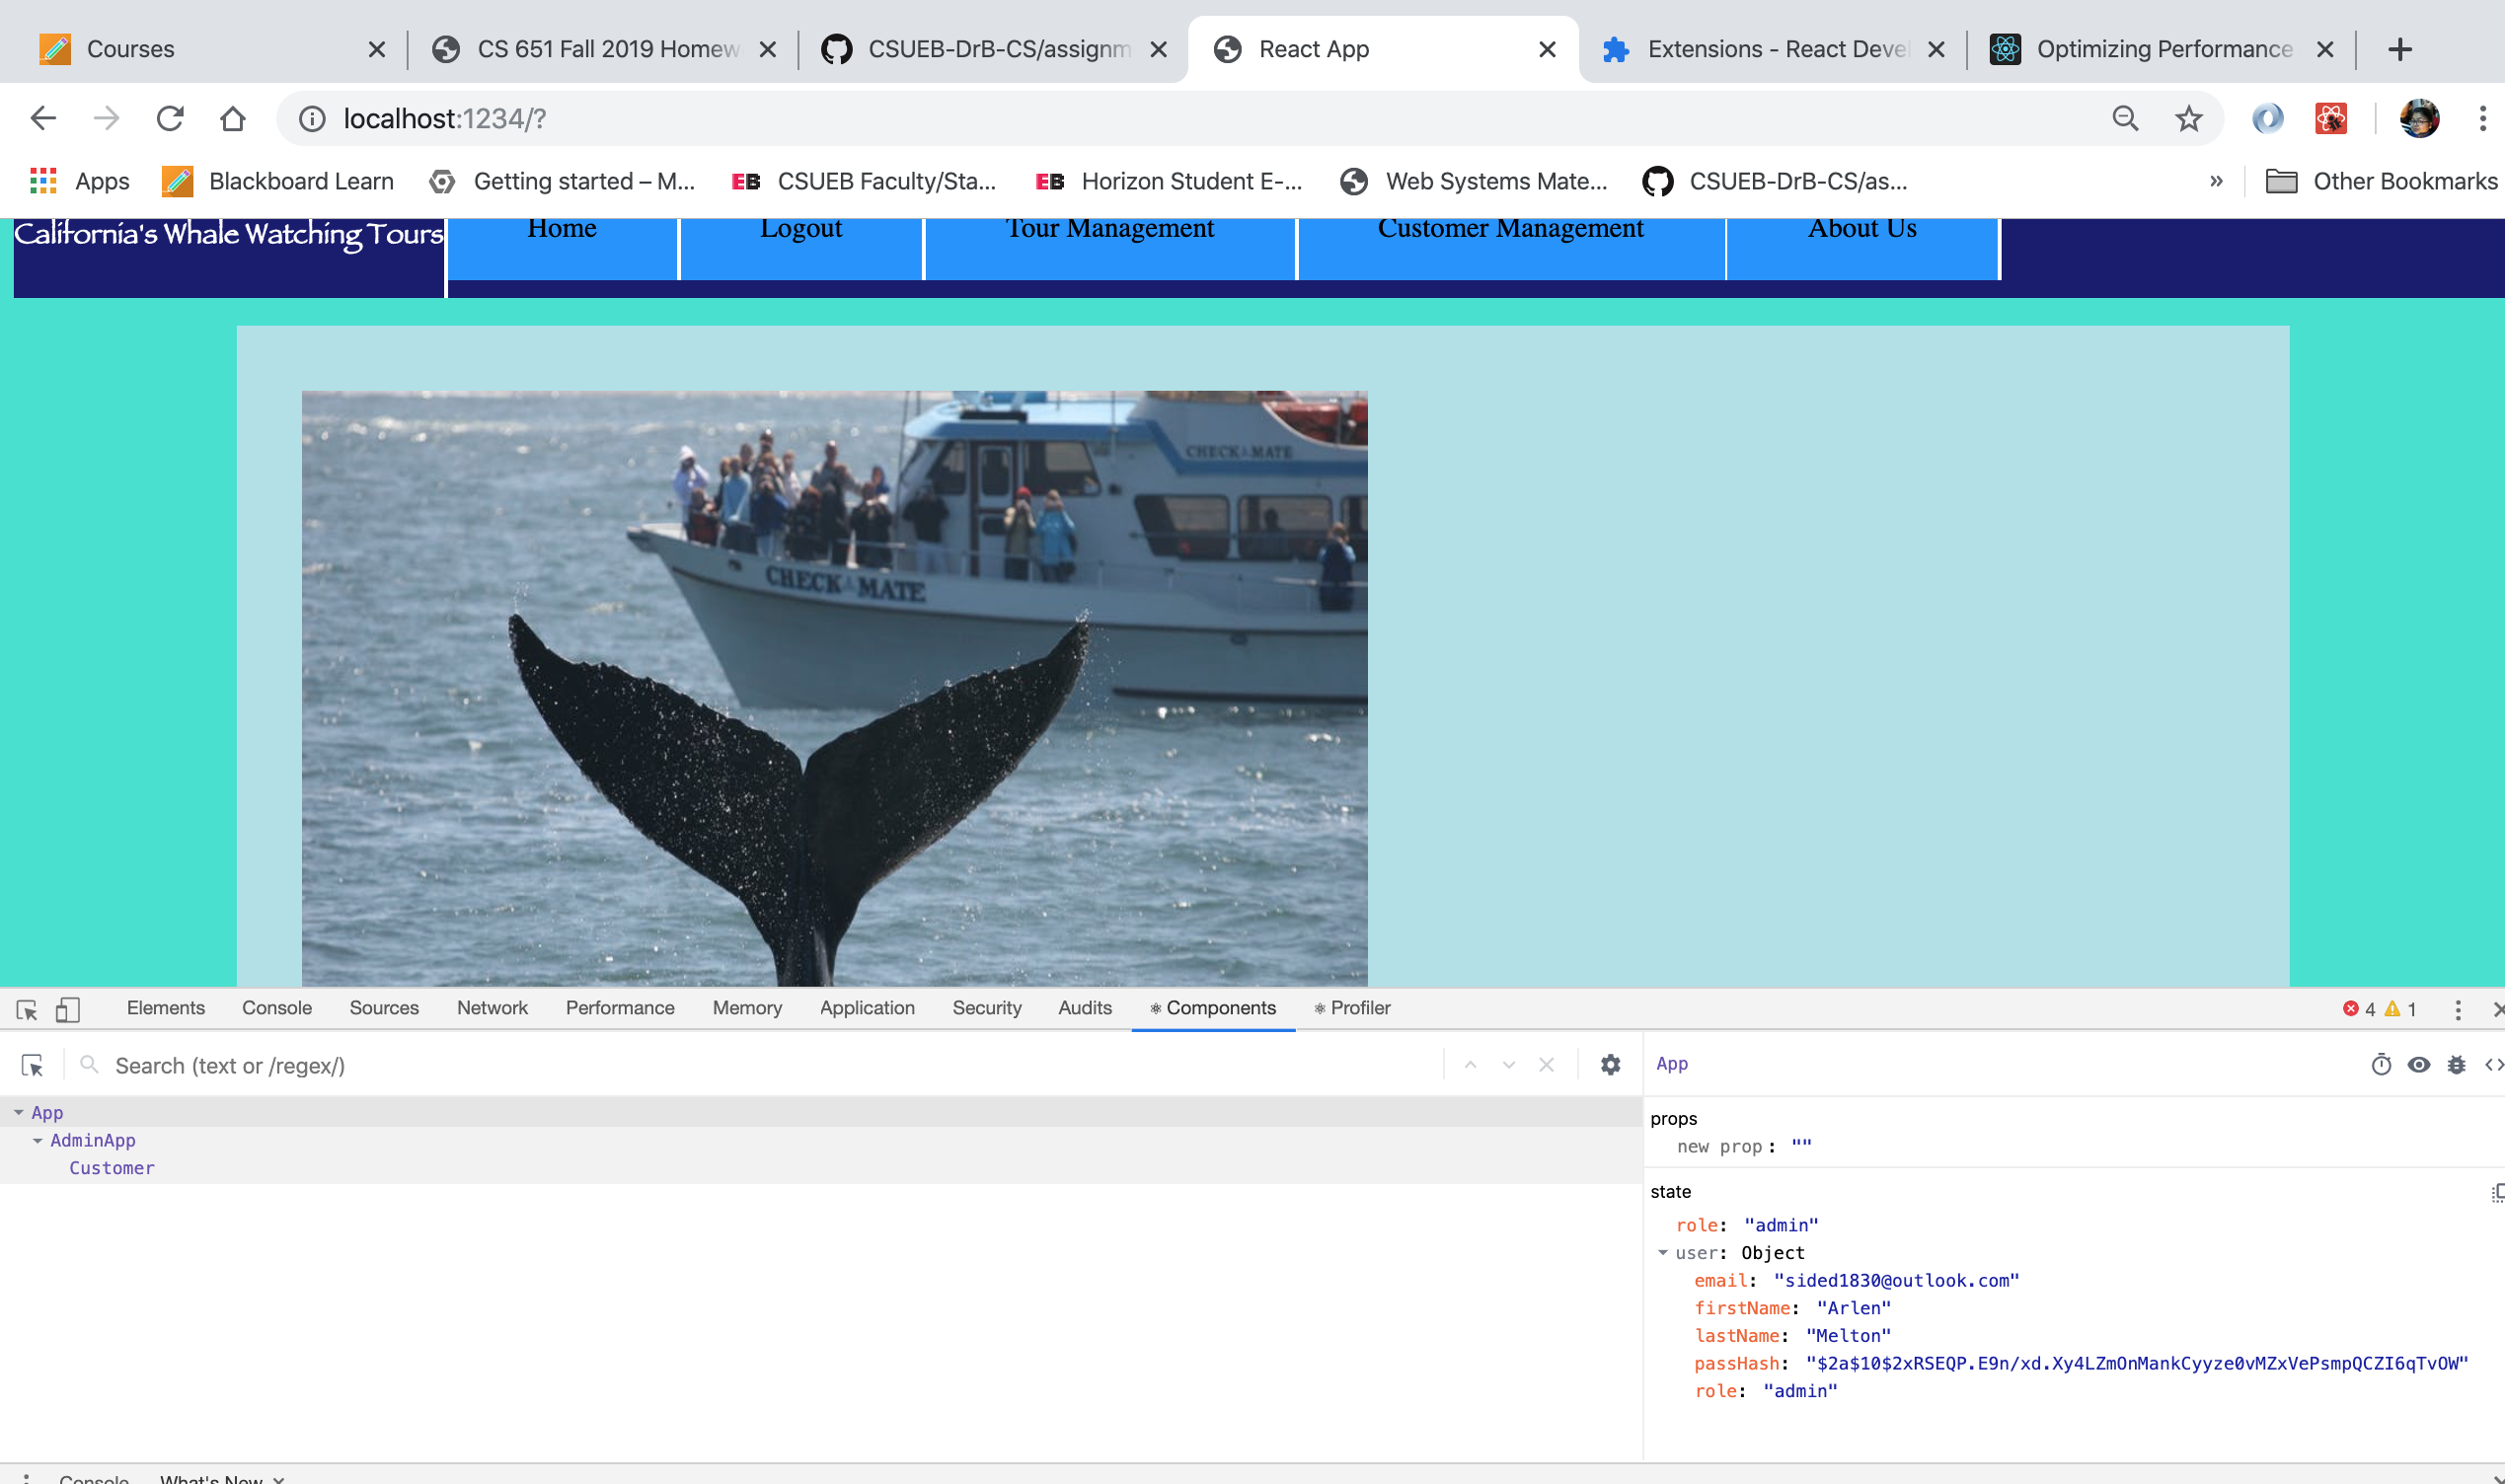 Courses
CS 651 Fall 2019 Homew
CSUEB-DrB-CS/assignm
React App
Extensions - React Devel
Optimizing Performance
localhost:1234/?
Apps
Blackboard Learn
Getting started – M...
CSUEB Faculty/Sta...
Horizon Student E-...
Web Systems Mate...
CSUEB-DrB-CS/as...
»
Other Bookmarks
California's Whale Watching Tours
Home
Logout
Tour Management
Customer Management
About Us
CHECK MATE
CHECK MATE
Elements
Console
Sources
Network
Performance
Memory
Application
Security
Audits
Components
Profiler
4
1
Search (text or /regex/)
App
App
AdminApp
Customer
props
new prop: ""
state
role: "admin"
user: Object
email: "sided1830@outlook.com"
firstName: "Arlen"
lastName: "Melton"
passHash: "$2a$10$2xRSEQP.E9n/xd.Xy4LZmOnMankCyyze0vMZxVePsmpQCZI6qTvOW"
role: "admin"
Console
What's New